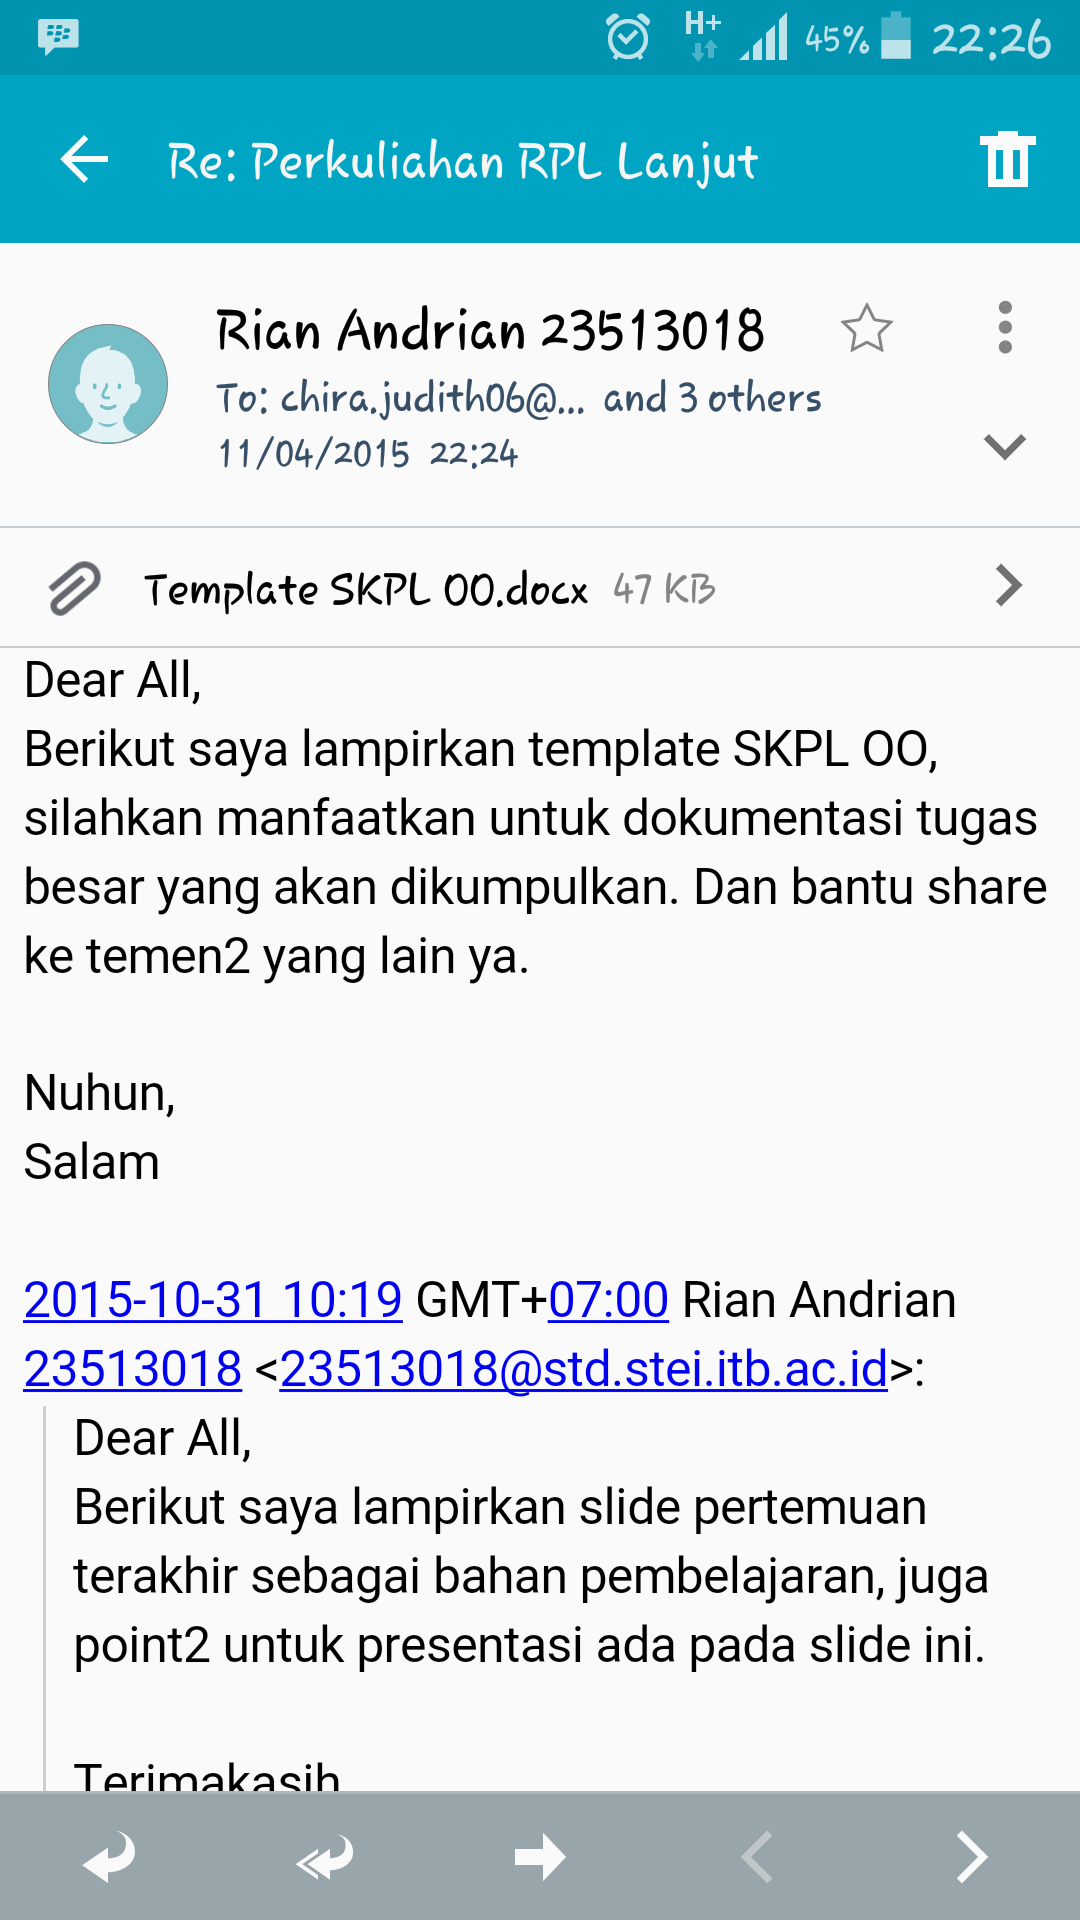 H+ 45% 22:26
Re: Perkuliahan RPL Lanjut
Rian Andrian 23513018
To: chira.judith06@... and 3 others
11/04/2015 22:24
Template SKPL OO.docx 47 KB
Dear All,
Berikut saya lampirkan template SKPL OO,
silahkan manfaatkan untuk dokumentasi tugas
besar yang akan dikumpulkan. Dan bantu share
ke temen2 yang lain ya.
Nuhun,
Salam
2015-10-31 10:19 GMT+07:00 Rian Andrian
23513018 <23513018@std.stei.itb.ac.id>:
Dear All,
Berikut saya lampirkan slide pertemuan
terakhir sebagai bahan pembelajaran, juga
point2 untuk presentasi ada pada slide ini.
Terimakasih